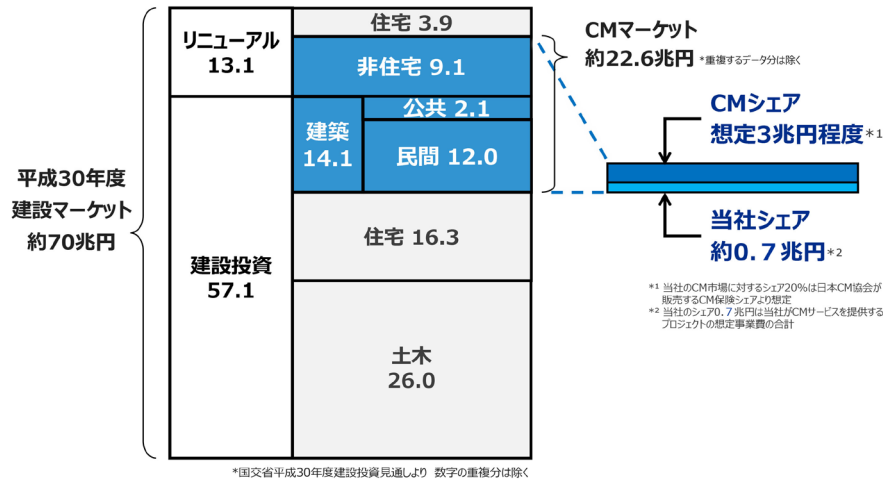 平成30年度
建設マーケット
約70兆円
リニューアル
13.1
建設投資
57.1
住宅 3.9
非住宅 9.1
建築
14.1
公共 2.1
民間 12.0
住宅 16.3
土木
26.0
CMマーケット
約22.6兆円 *重複するデータ分は除く
CMシェア
想定3兆円程度*1
当社シェア
約0.7兆円*2
*1 当社のCM市場に対するシェア20%は日本CM協会が
販売するCM保険シェアより想定
*2 当社のシェア0.7兆円は当社がCMサービスを提供する
プロジェクトの想定事業費の合計
*国交省平成30年度建設投資見通しより 数字の重複分は除く